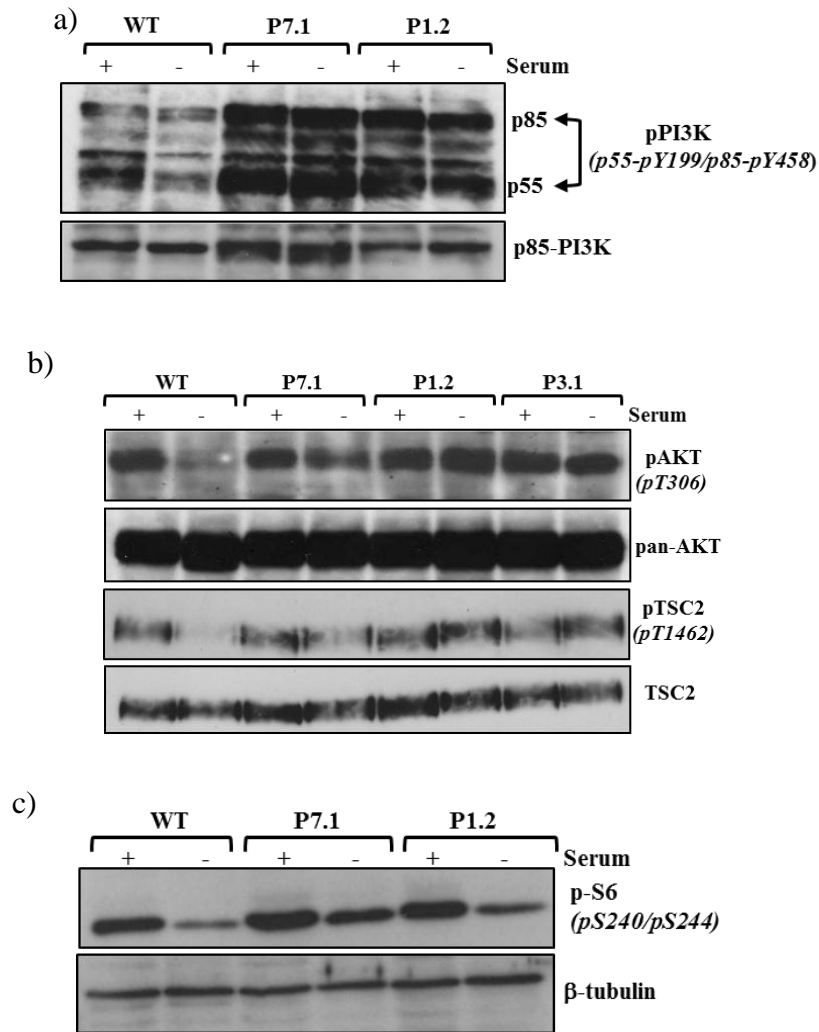 a)
WT P7.1 P1.2
+ - + - + - Serum
p85
pPI3K
(p55-pY199/p85-pY458)
p55
p85-PI3K
b)
WT P7.1 P1.2 P3.1
+ - + - + - + - Serum
pAKT
(pT306)
pan-AKT
pTSC2
(pT1462)
TSC2
c)
WT P7.1 P1.2
+ - + - + - Serum
p-S6
(pS240/pS244)
β-tubulin